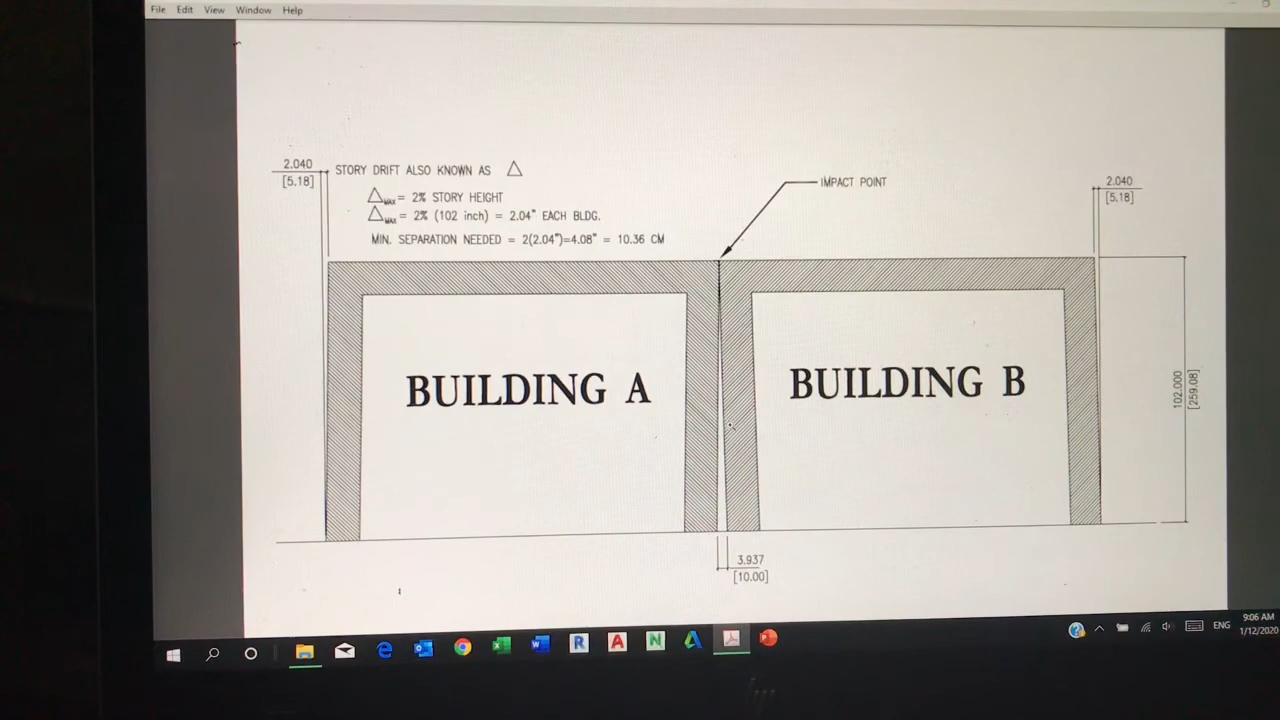 File Edit View Window Help
2.040
[5.18]
STORY DRIFT ALSO KNOWN AS △
△MAX = 2% STORY HEIGHT
△MAX = 2% (102 inch) = 2.04" EACH BLDG.
MIN. SEPARATION NEEDED = 2(2.04")=4.08" = 10.36 CM
IMPACT POINT
2.040
[5.18]
BUILDING A
BUILDING B
102.000
[259.08]
3.937
[10.00]
ENG
9:06 AM
1/12/2020